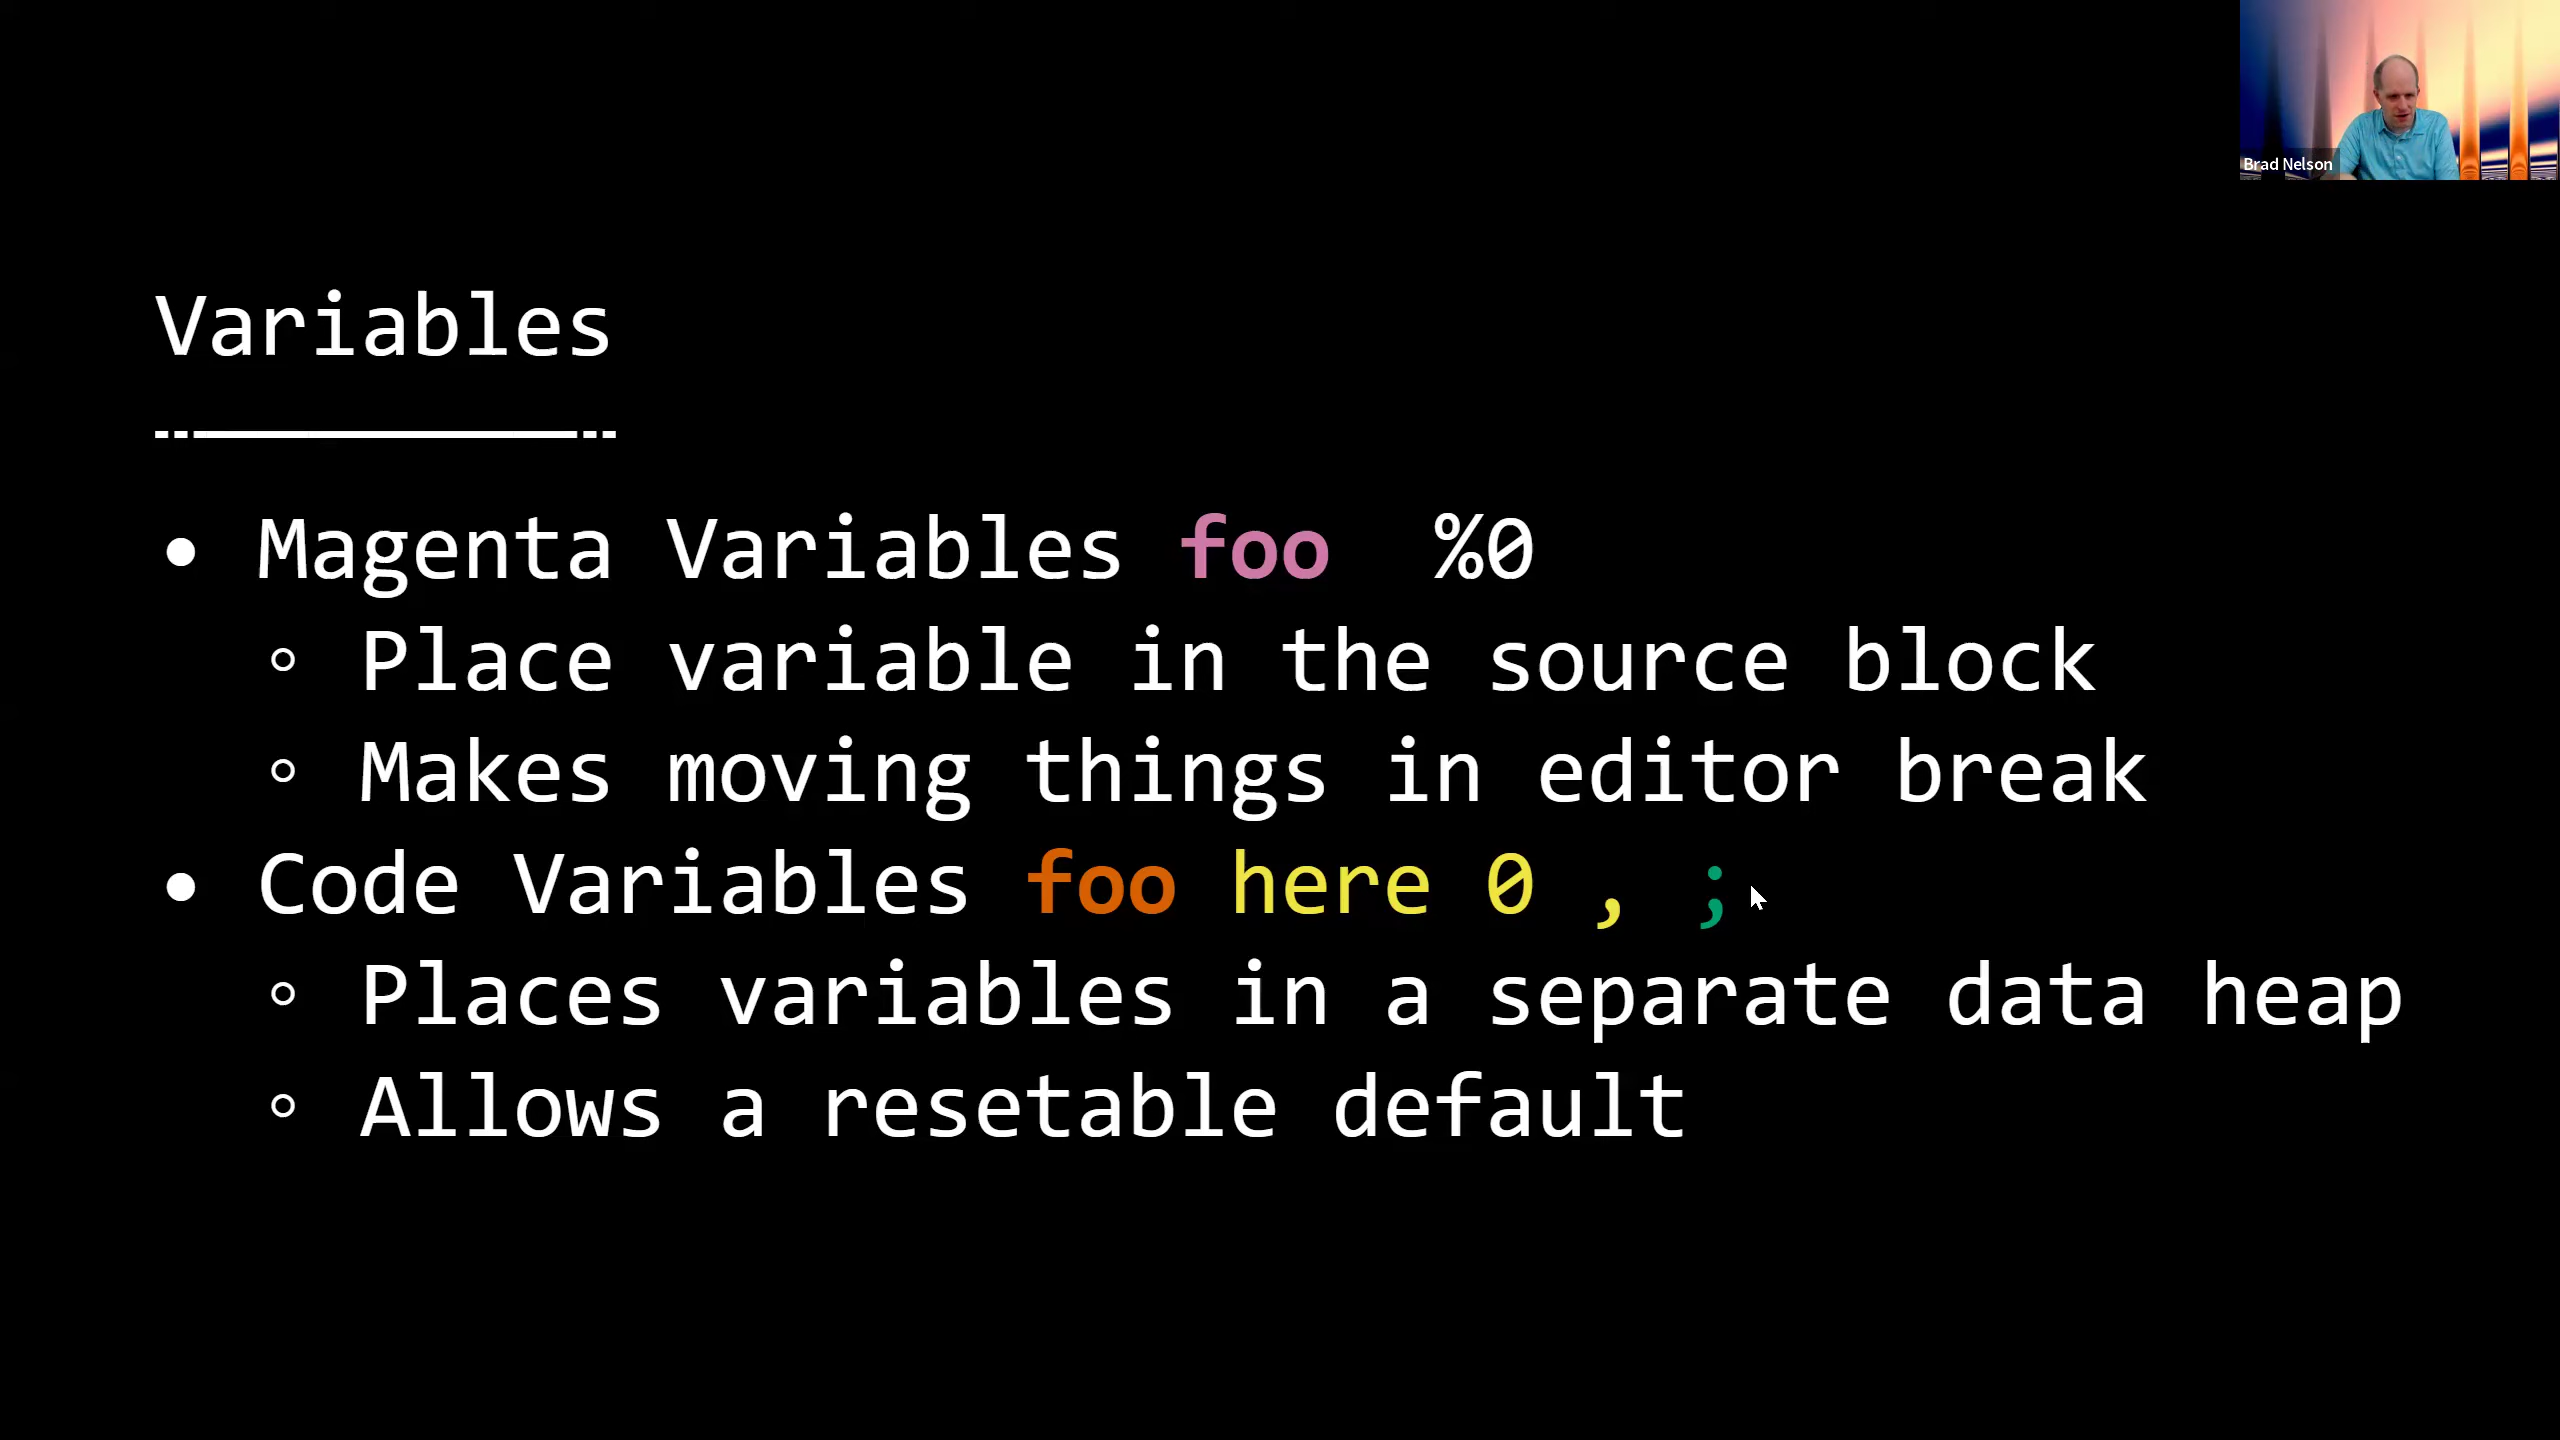 Brad Nelson
Variables
• Magenta Variables foo %0
◦ Place variable in the source block
◦ Makes moving things in editor break
• Code Variables foo here 0 , ;
◦ Places variables in a separate data heap
◦ Allows a resetable default